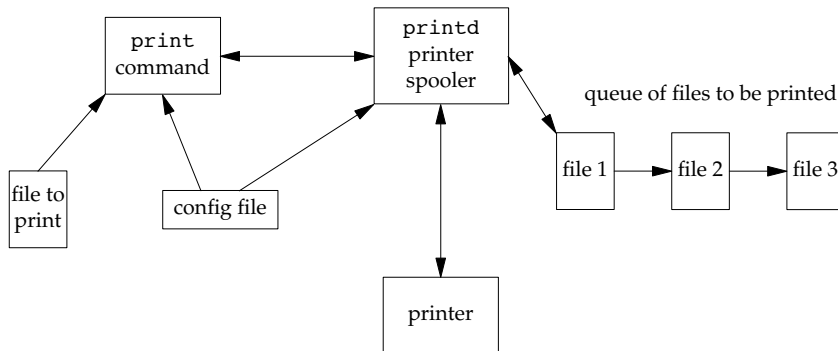 print
command
printd
printer
spooler
queue of files to be printed
file to
print
config file
file 1
file 2
file 3
printer